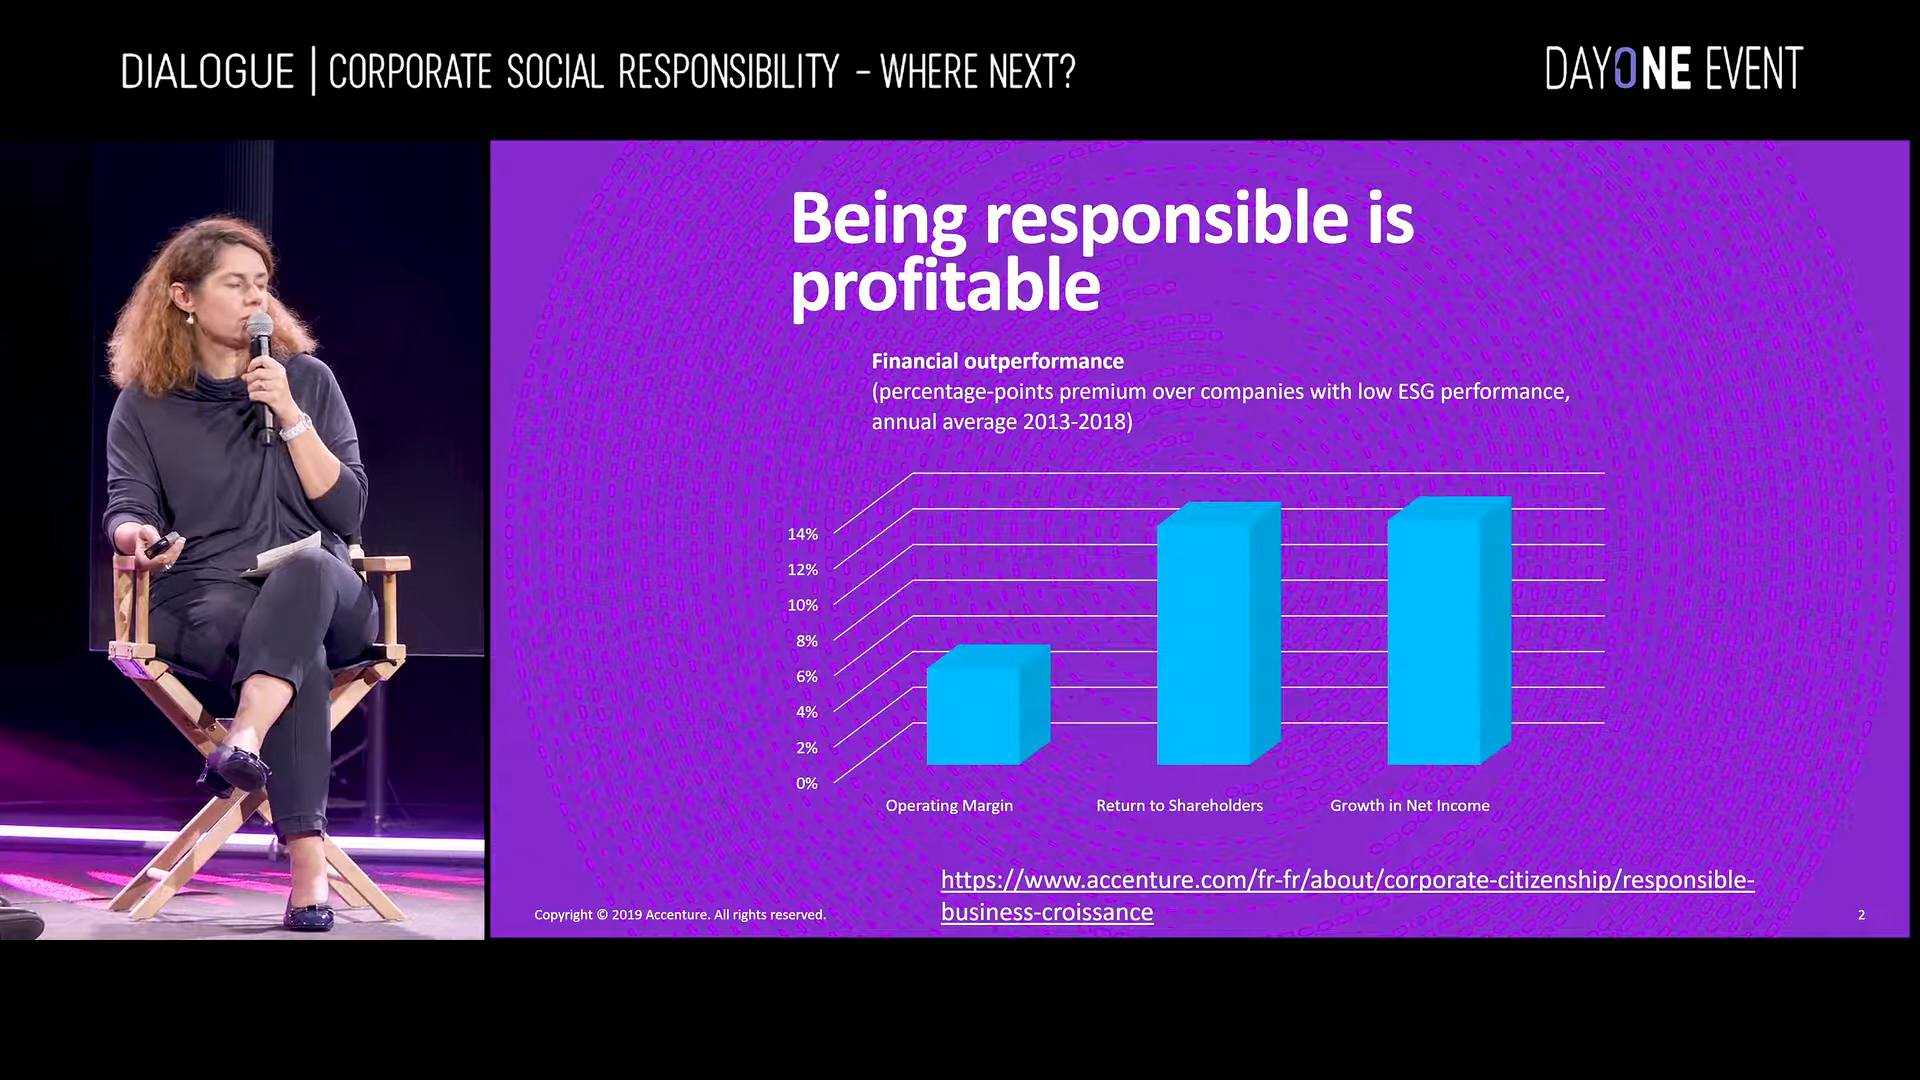 DIALOGUE | CORPORATE SOCIAL RESPONSIBILITY – WHERE NEXT?
DAYONE EVENT
Being responsible is
profitable
Financial outperformance
(percentage-points premium over companies with low ESG performance,
annual average 2013-2018)
14%
12%
10%
8%
6%
4%
2%
0%
Operating Margin
Return to Shareholders
Growth in Net Income
https://www.accenture.com/fr-fr/about/corporate-citizenship/responsible-
business-croissance
Copyright © 2019 Accenture. All rights reserved.
2